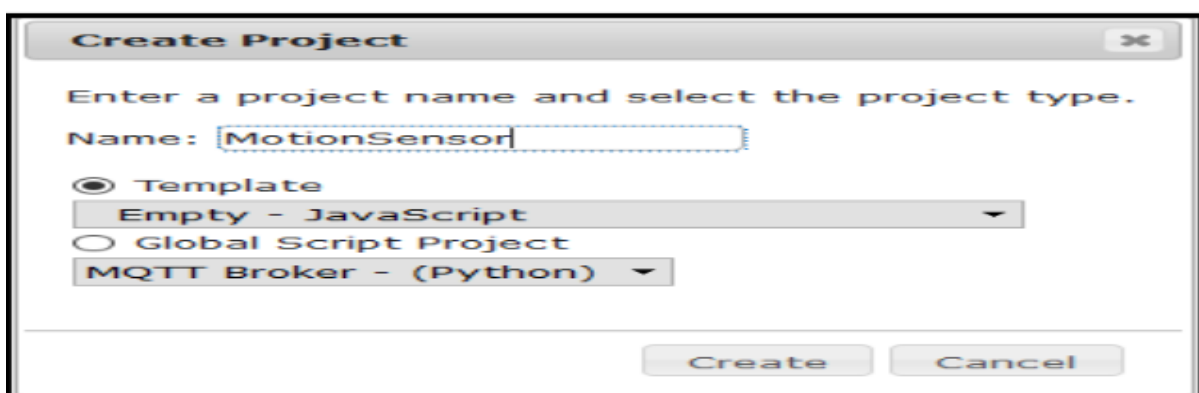 Create Project
Enter a project name and select the project type.
Name: MotionSensor
Template
Empty - JavaScript
Global Script Project
MQTT Broker - (Python)
Create Cancel